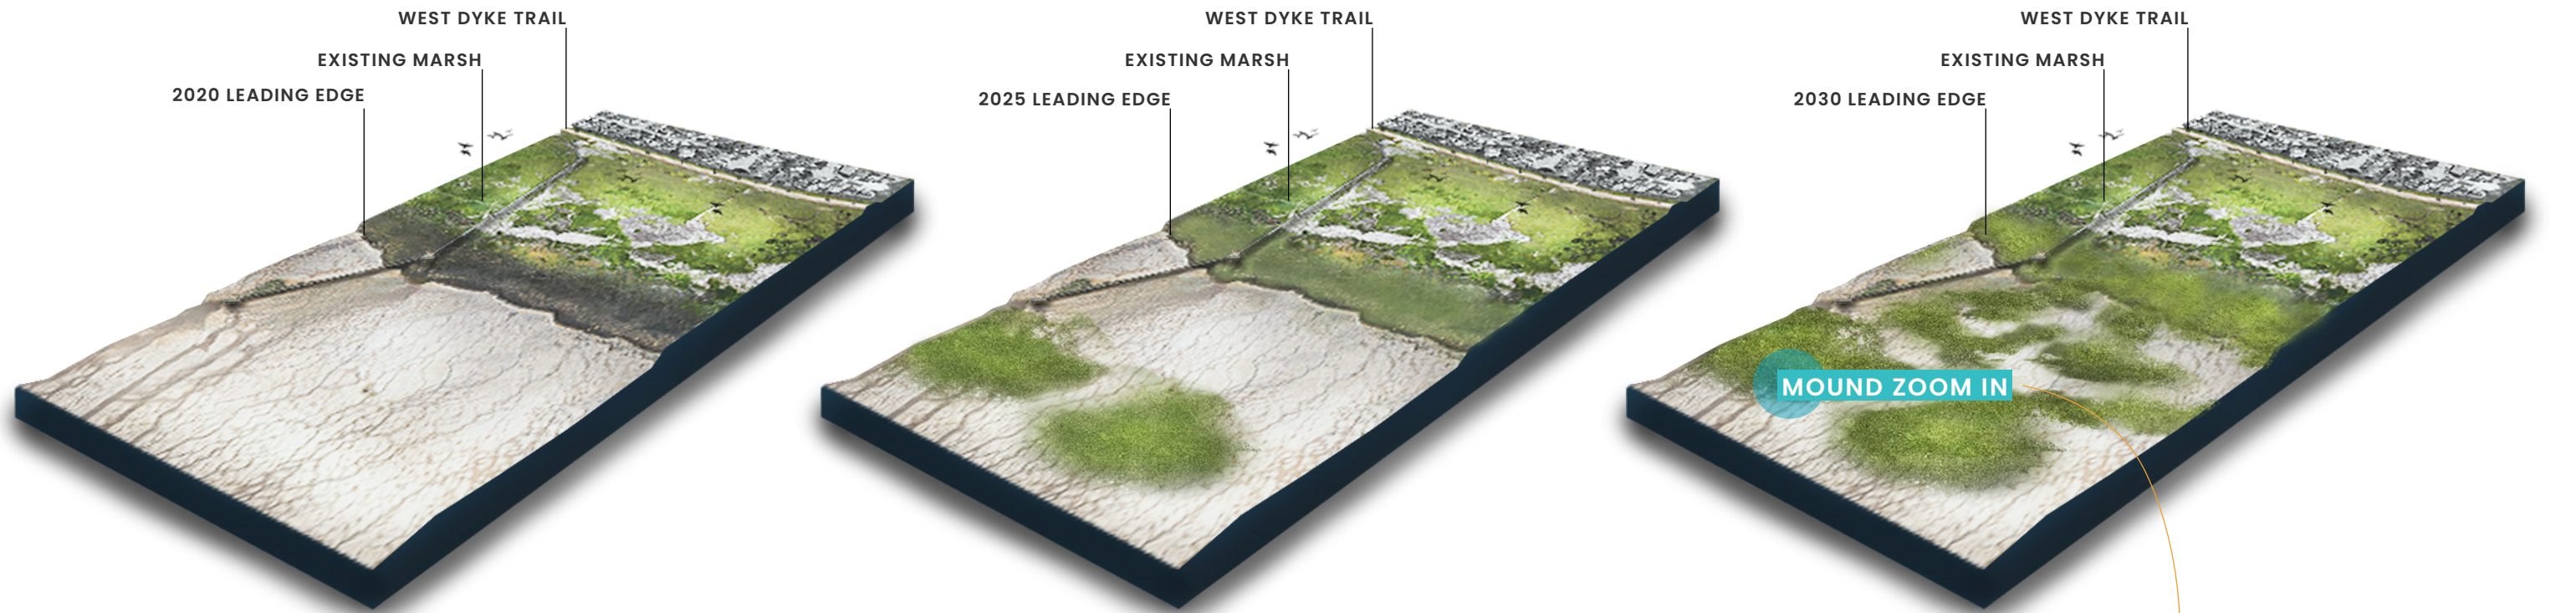 WEST DYKE TRAIL
EXISTING MARSH
2020 LEADING EDGE
WEST DYKE TRAIL
EXISTING MARSH
2025 LEADING EDGE
WEST DYKE TRAIL
EXISTING MARSH
2030 LEADING EDGE
MOUND ZOOM IN